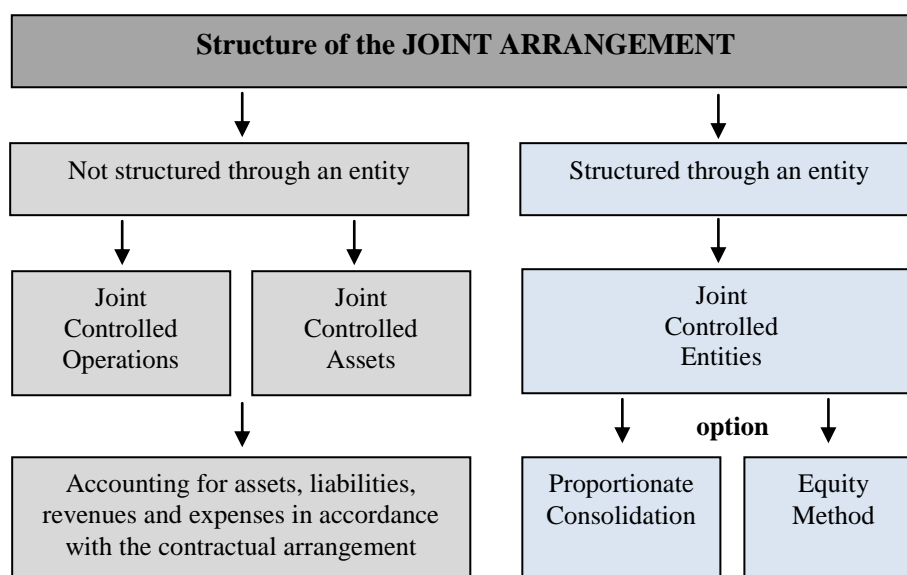 Structure of the JOINT ARRANGEMENT
Not structured through an entity
Structured through an entity
Joint
Controlled
Operations
Joint
Controlled
Assets
Joint
Controlled
Entities
option
Accounting for assets, liabilities,
revenues and expenses in accordance
with the contractual arrangement
Proportionate
Consolidation
Equity
Method